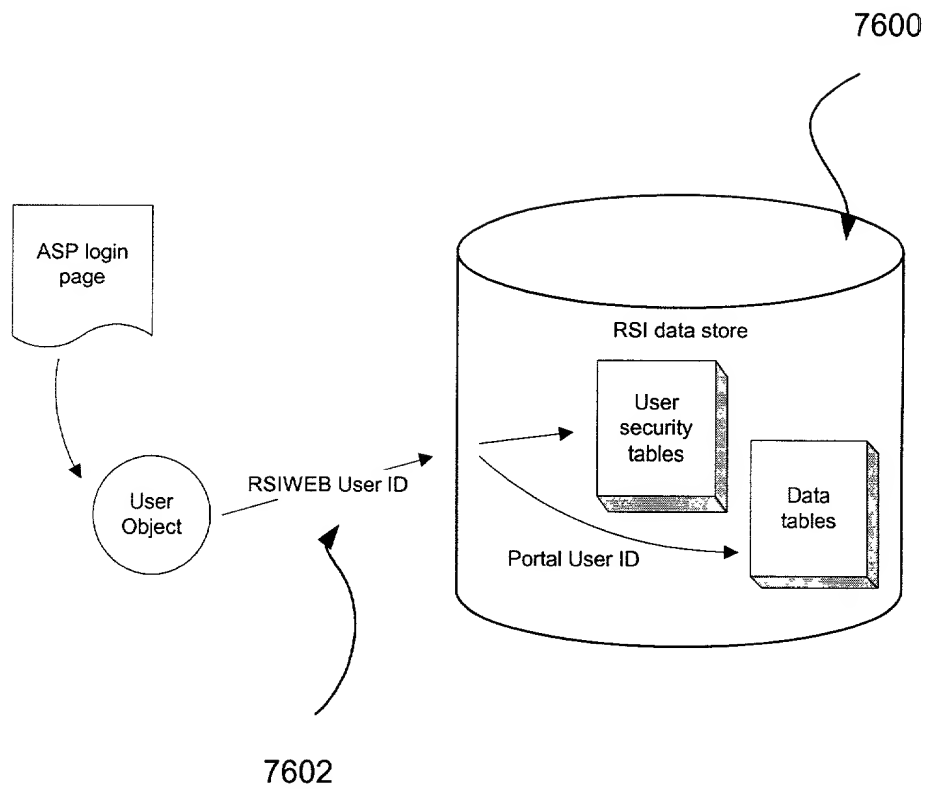 7600
ASP login
page
RSI data store
User
security
tables
RSIWEB User ID
User
Object
Data
tables
Portal User ID
7602